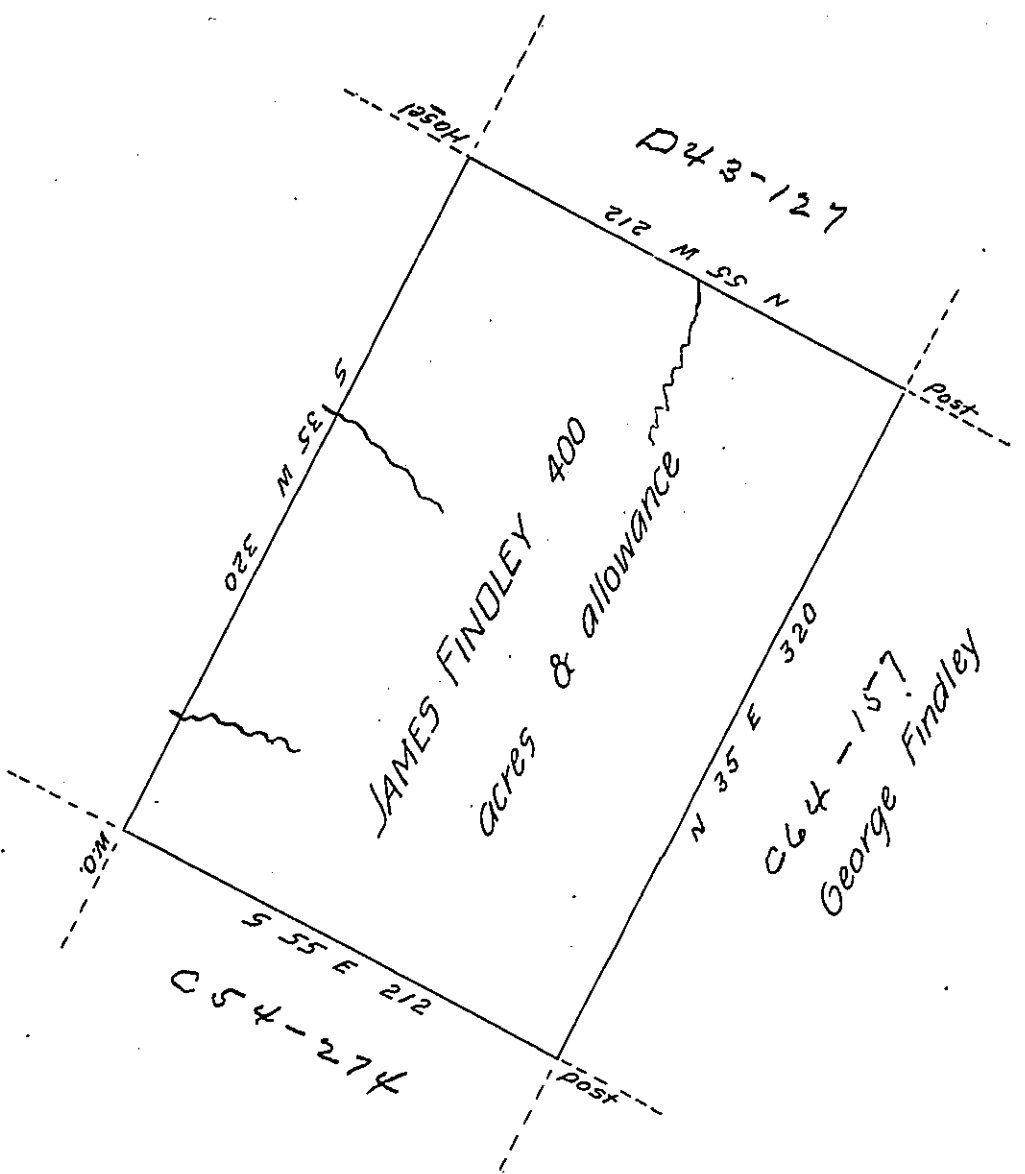 Hasel
D43-127
N 55 W 212
Post
S 35 W 320
JAMES FINDLEY 400
acres & allowance
N 35 E 320
C64-157
George Findley
W.O.
S 55 E 212
C54-274
Post